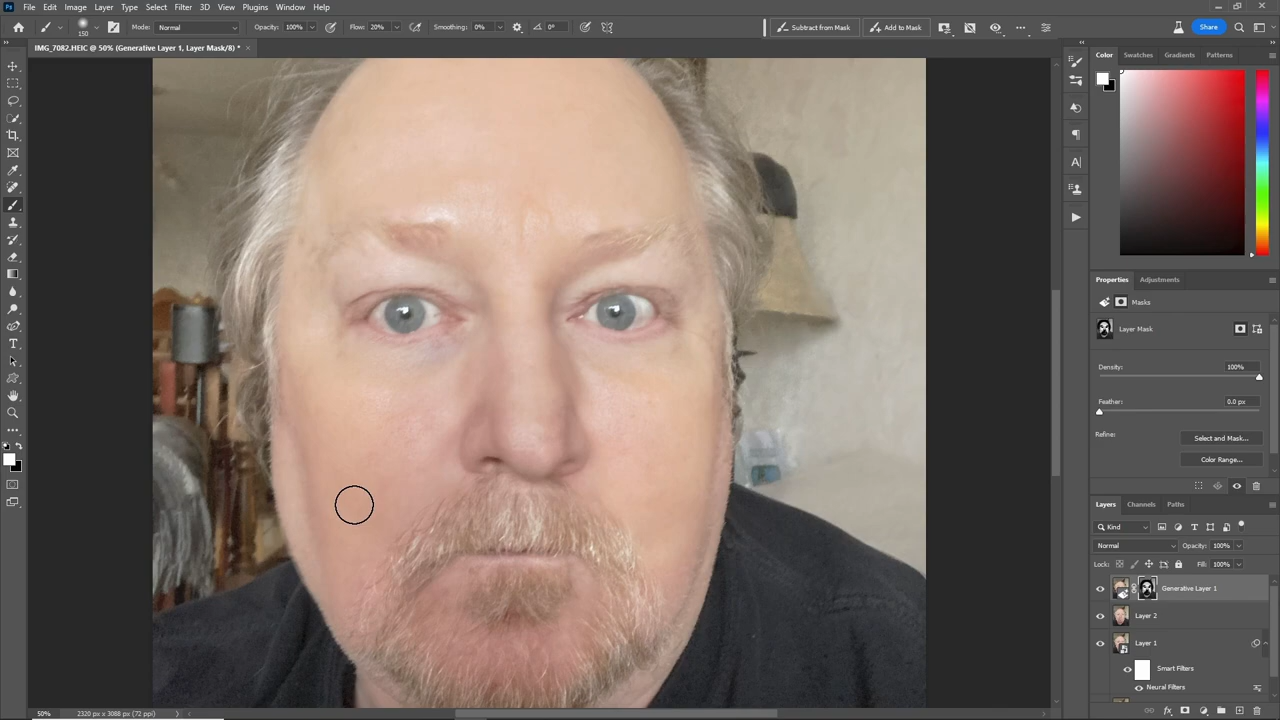 Ps File Edit Image Layer Type Select Filter 3D View Plugins Window Help
150 Mode: Normal Opacity: 100% Flow: 20% Smoothing: 0% 0° Subtract from Mask Add to Mask Share
IMG_7082.HEIC @ 50% (Generative Layer 1, Layer Mask/8) * ×
Color Swatches Gradients Patterns
Properties Adjustments
Masks
Layer Mask
Density: 100%
Feather: 0.0 px
Refine: Select and Mask...
Color Range...
Layers Channels Paths
Kind
Normal Opacity: 100%
Lock: Fill: 100%
Generative Layer 1
Layer 2
Layer 1
Smart Filters
Neural Filters
50% 2320 px x 3088 px (72 ppi)